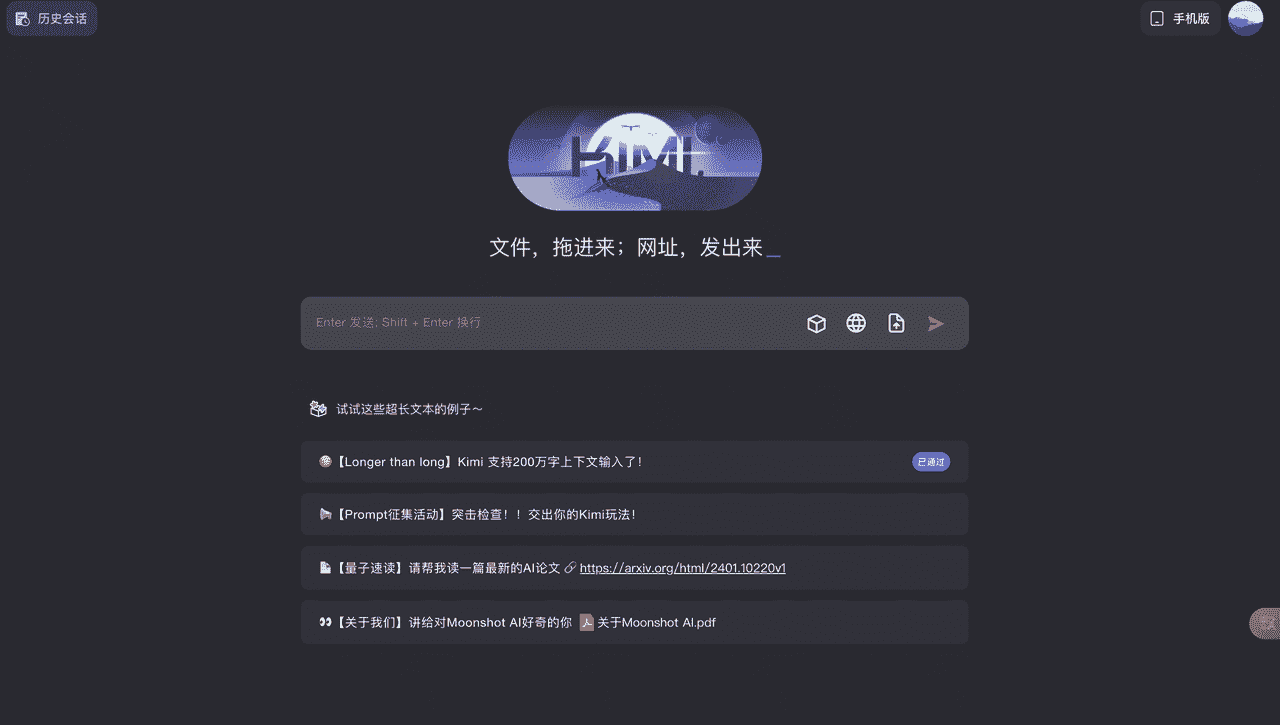 历史会话
手机版
KIMI.
文件，拖进来；网址，发出来_
Enter 发送; Shift + Enter 换行
试试这些超长文本的例子～
【Longer than long】Kimi 支持200万字上下文输入了！
已通过
【Prompt征集活动】突击检查！！交出你的Kimi玩法！
【量子速读】请帮我读一篇最新的AI论文 🔗 https://arxiv.org/html/2401.10220v1
👀【关于我们】讲给对Moonshot AI好奇的你 关于Moonshot AI.pdf